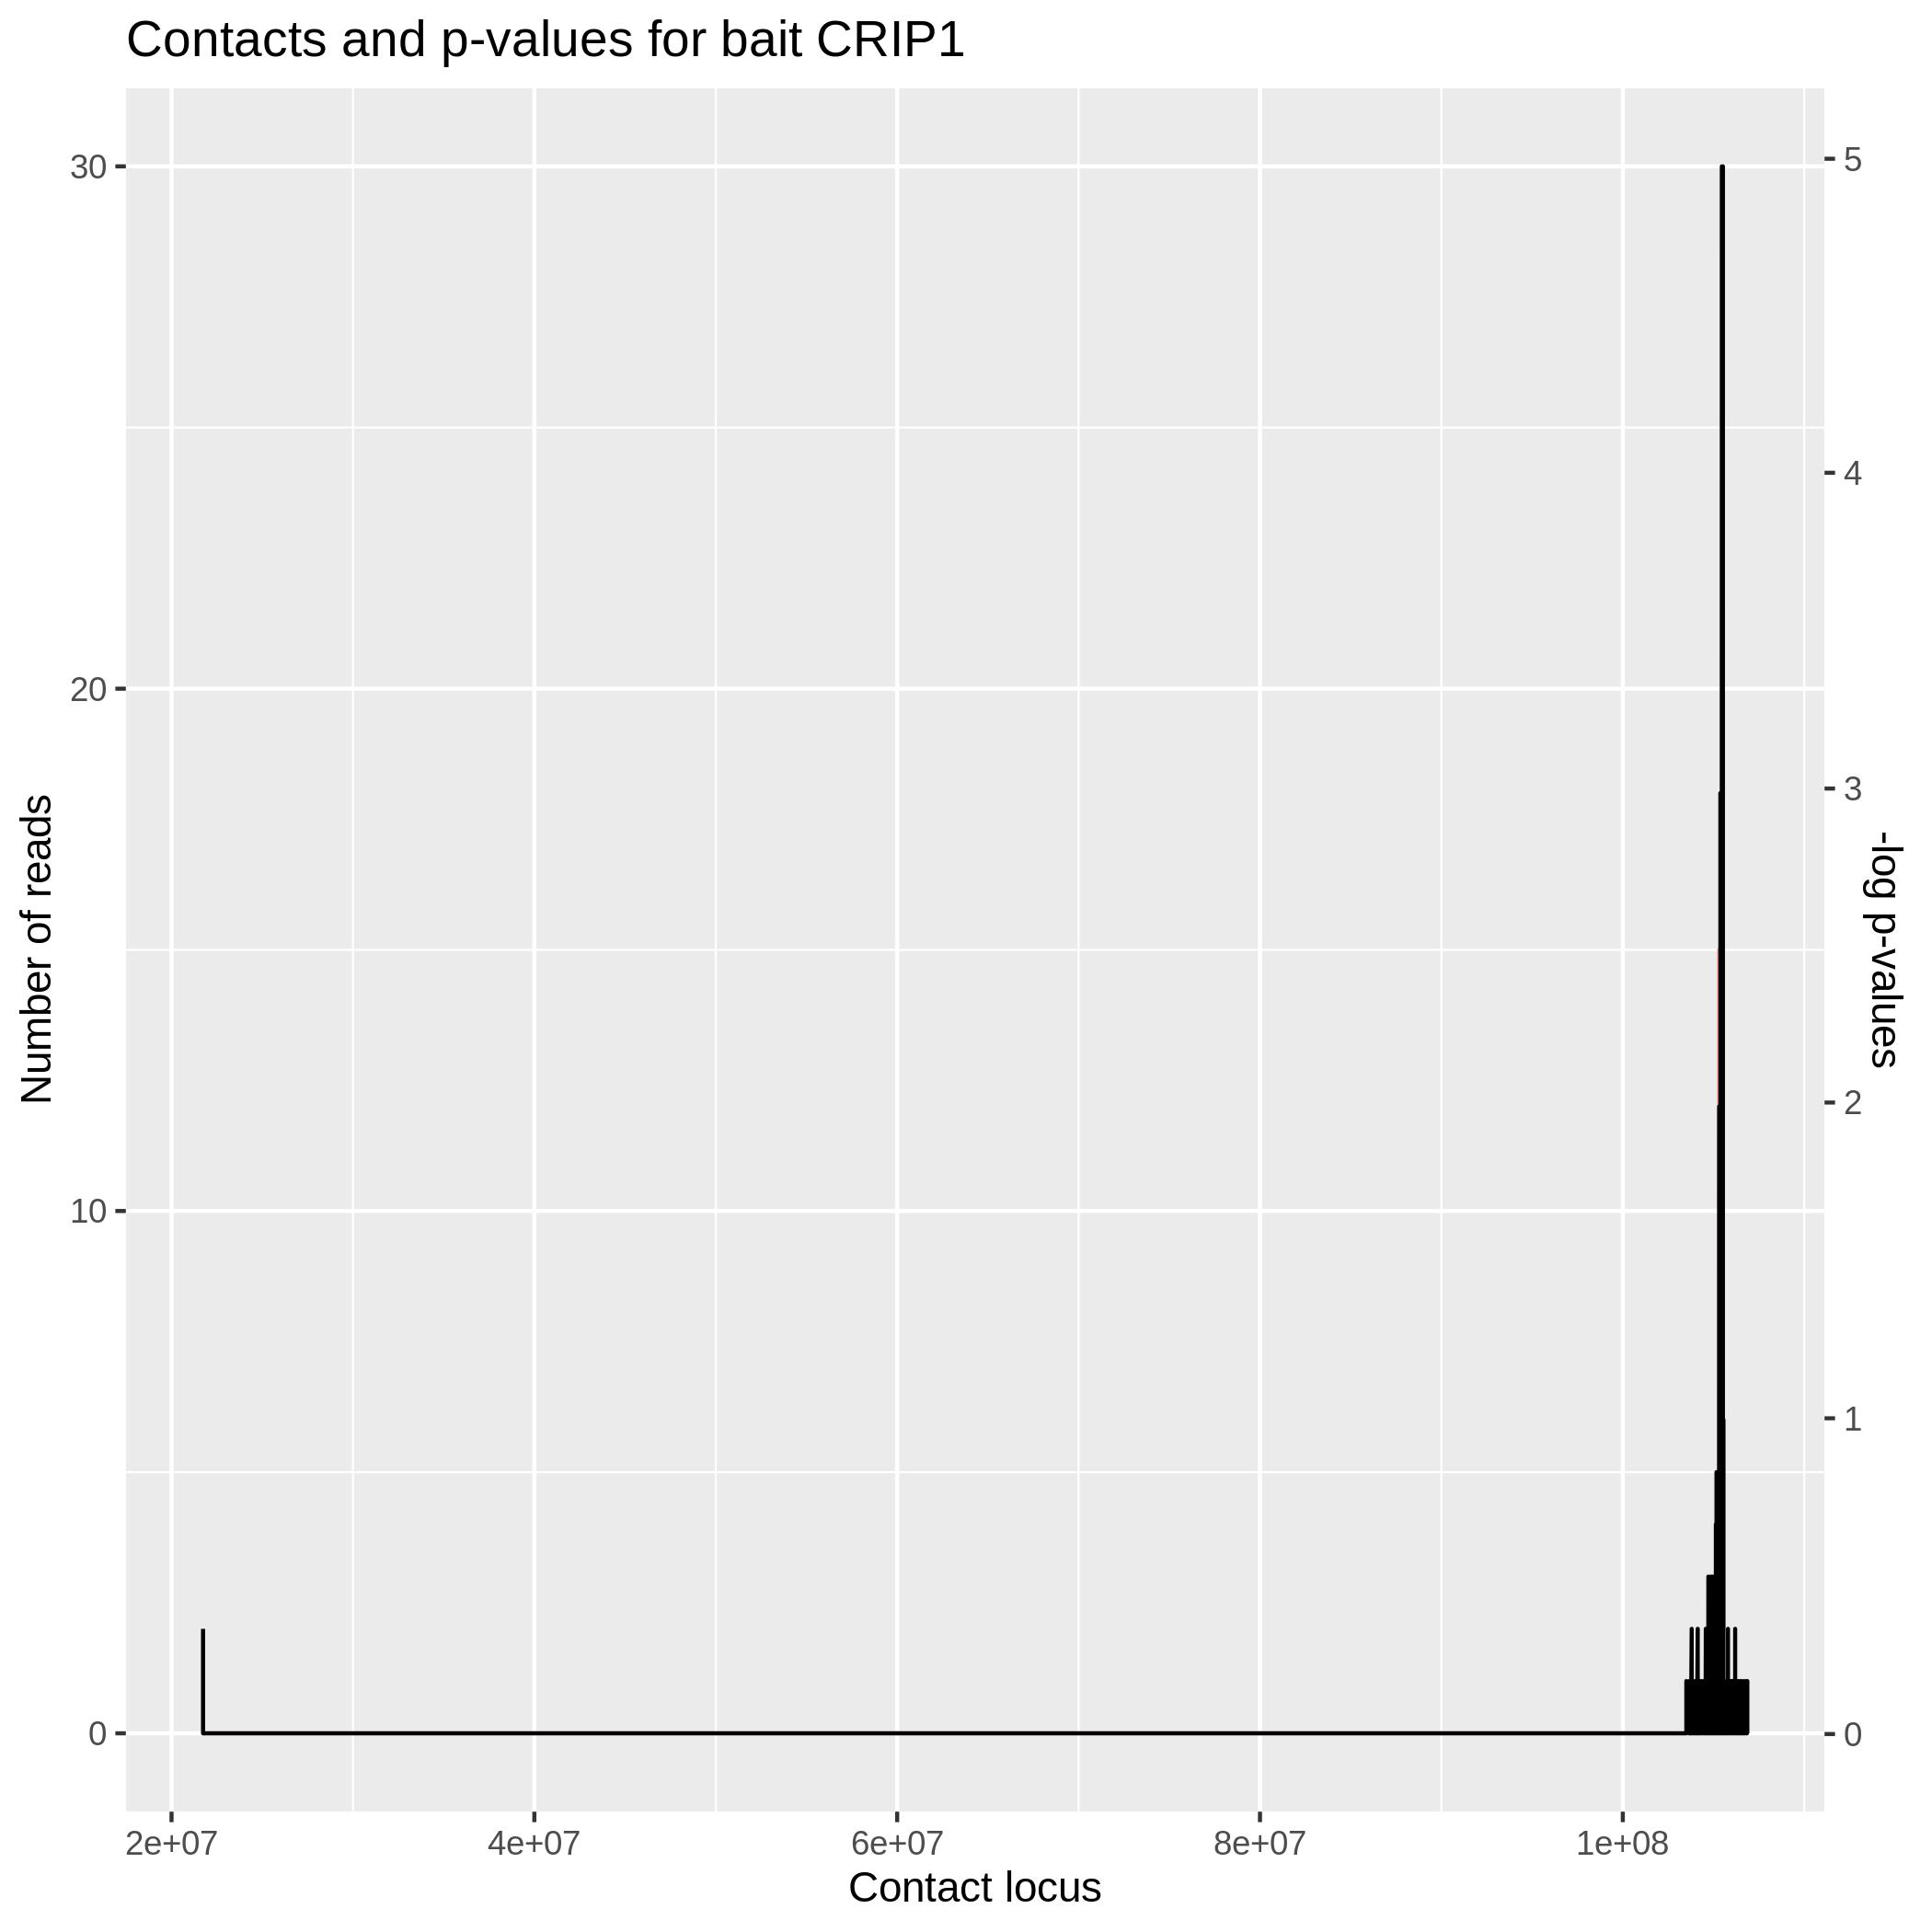 Contacts and p-values for bait CRIP1
30
20
10
0
Number of reads
5
4
3
2
1
0
-log p-values
2e+07 4e+07 6e+07 8e+07 1e+08
Contact locus